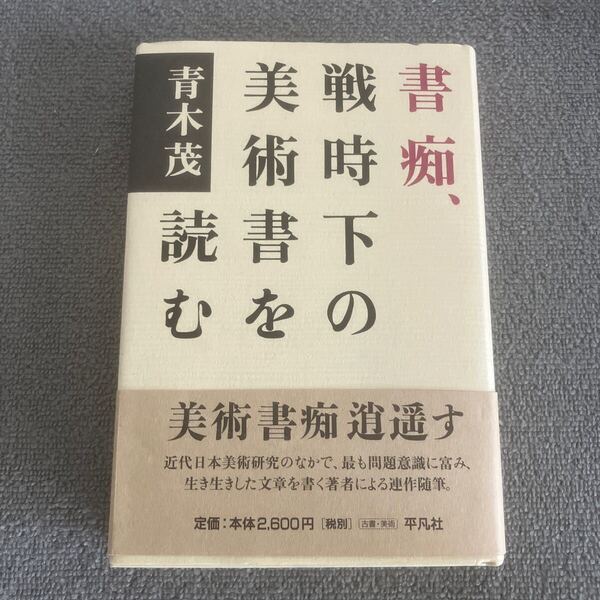 書痴、
戦時下の
美術書を
読む
青木茂
美術書痴逍遥す
近代日本美術研究のなかで、最も問題意識に富み、
生き生きした文章を書く著者による連作随筆。
定価:本体2,600円[税別] 古書・美術 平凡社